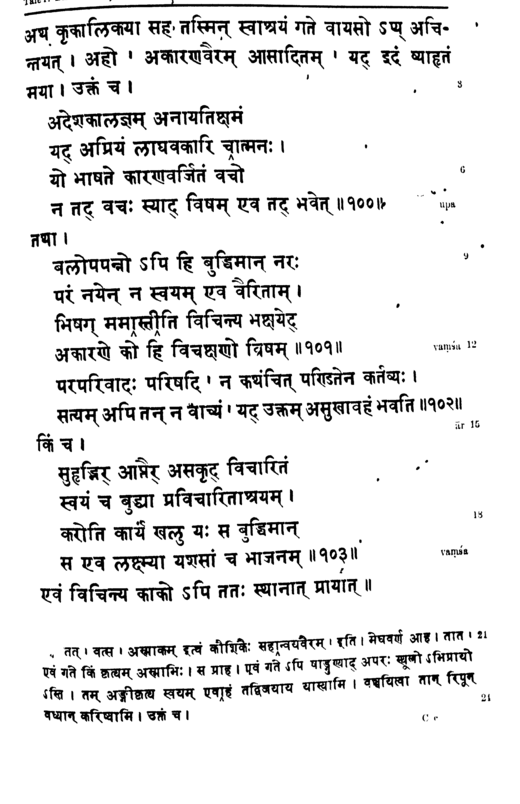 अथ कृकालिकया सह तस्मिन् स्वाश्रयं गते वायसो ऽप्य् अचि-
न्तयत् । अहो ' अकारणवैरम् आसादितम् ' यद् इदं व्याहृतं
मया । उक्तं च । 3
अदेशकालज्ञम् अनायतिक्षमं
यद् अप्रियं लाघवकारि चात्मनः ।
यो भाषते कारणवर्जितं वचो 6
न तद् वचः स्याद् विषम् एव तद् भवेत् ॥१००॥ upa
तथा ।
बलोपपन्नो ऽपि हि बुद्धिमान् नरः 9
परं नयेन् न स्वयम् एव वैरिताम् ।
भिषग् ममास्तीति विचिन्त्य भक्षयेद्
अकारणे को हि विचक्षणो विषम् ॥१०१॥ vaṃśa 12
परपरिवादः परिषदि ' न कथंचित् पण्डितेन कर्तव्यः ।
सत्यम् अपि तन् न वाच्यं ' यद् उक्तम् असुखावहं भवति ॥१०२॥
ār 15
किं च ।
सुहृद्भिर् आप्तैर् असकृद् विचारितं
स्वयं च बुद्ध्या प्रविचारिताश्रयम् ।
करोति कार्यं खलु यः स बुद्धिमान् 18
स एव लक्ष्म्या यशसां च भाजनम् ॥१०३॥ vaṃśa
एवं विचिन्त्य काको ऽपि ततः स्थानात् प्रायात् ॥
तत् । वत्स । अस्माकम् इत्थं कौशिकैः सहान्वयवैरम् । इति । मेघवर्ण आह । तात । 21
एवं गते किं कृत्यम् अस्माभिः । स प्राह । एवं गते ऽपि षाड्गुण्याद् अपरः स्थूलो ऽभिप्रायो
ऽस्ति । तम् अङ्गीकृत्य स्वयम् एवाहं तद्विजयाय यास्यामि । वञ्चयित्वा तान् रिपून्
वध्यान् करिष्यामि । उक्तं च । 24